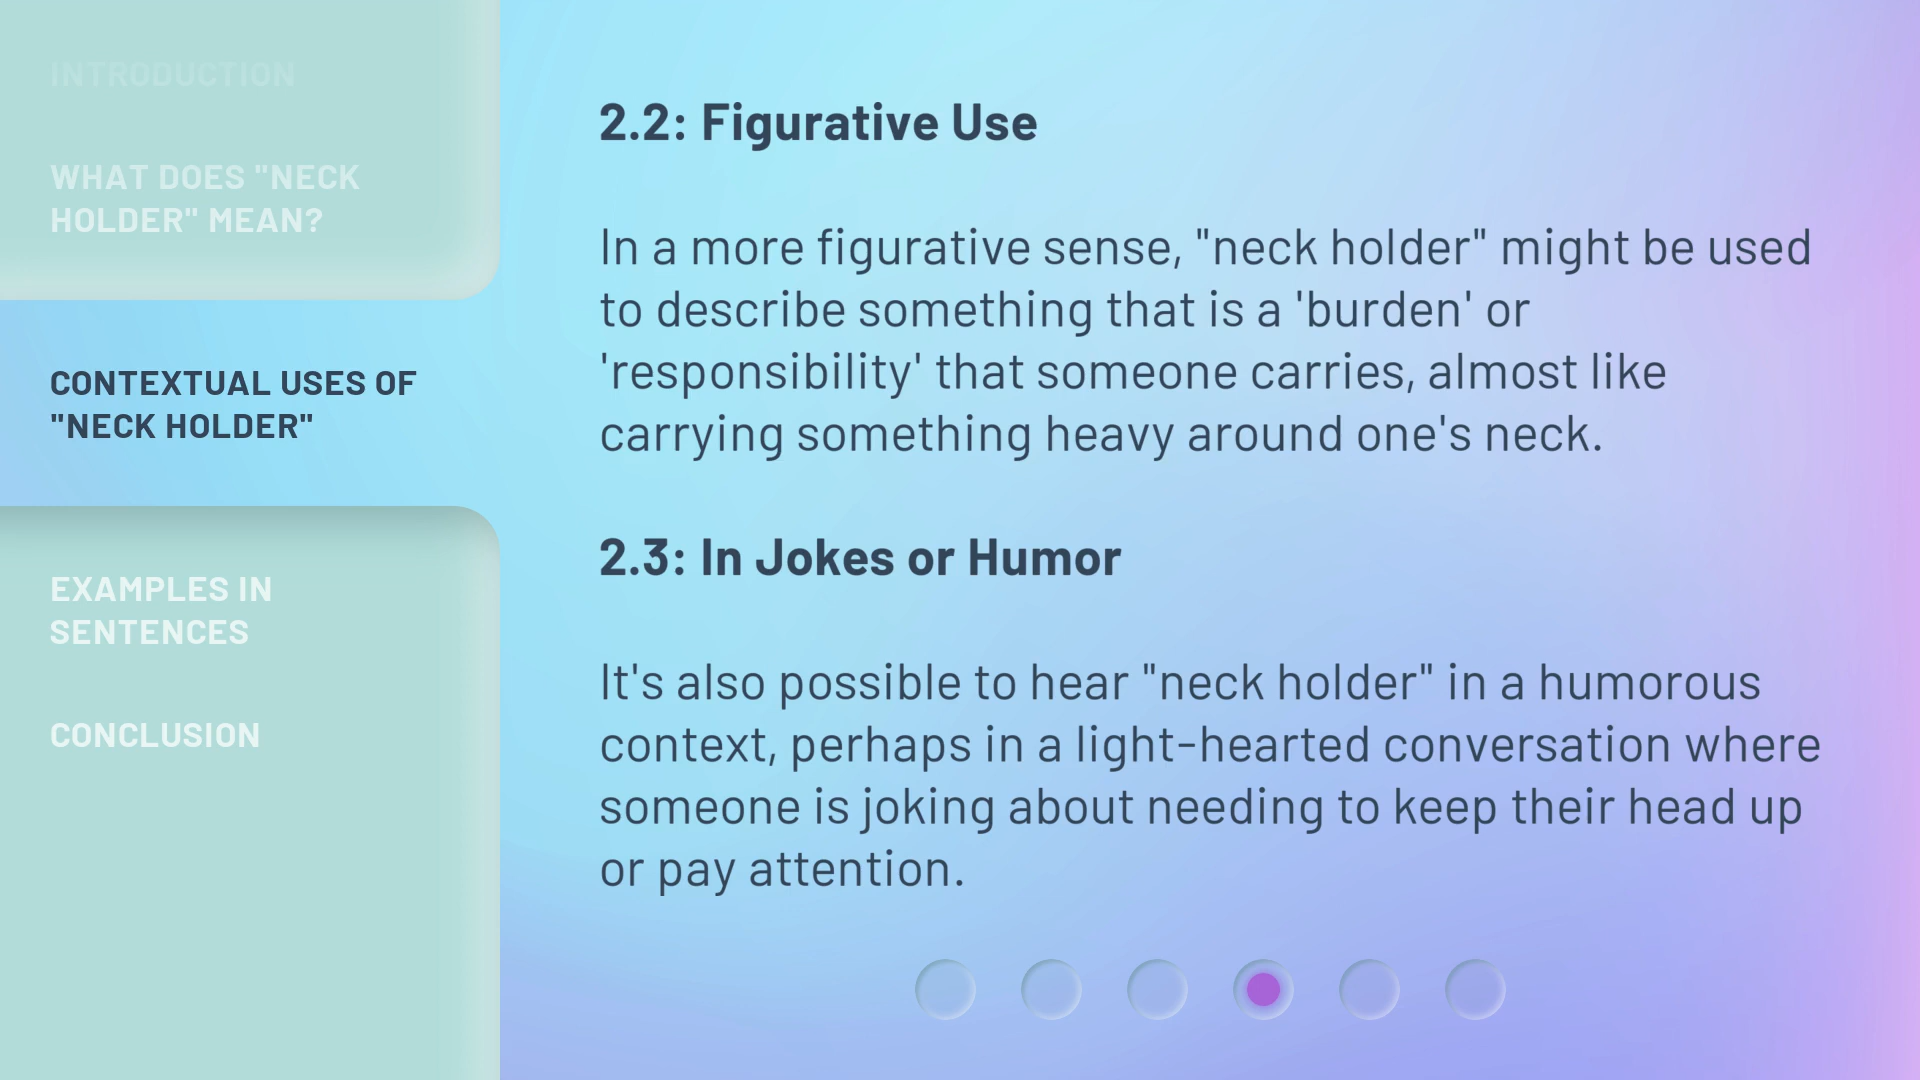 INTRODUCTION
WHAT DOES "NECK
HOLDER" MEAN?
CONTEXTUAL USES OF
"NECK HOLDER"
EXAMPLES IN
SENTENCES
CONCLUSION
2.2: Figurative Use
In a more figurative sense, "neck holder" might be used
to describe something that is a 'burden' or
'responsibility' that someone carries, almost like
carrying something heavy around one's neck.
2.3: In Jokes or Humor
It's also possible to hear "neck holder" in a humorous
context, perhaps in a light-hearted conversation where
someone is joking about needing to keep their head up
or pay attention.